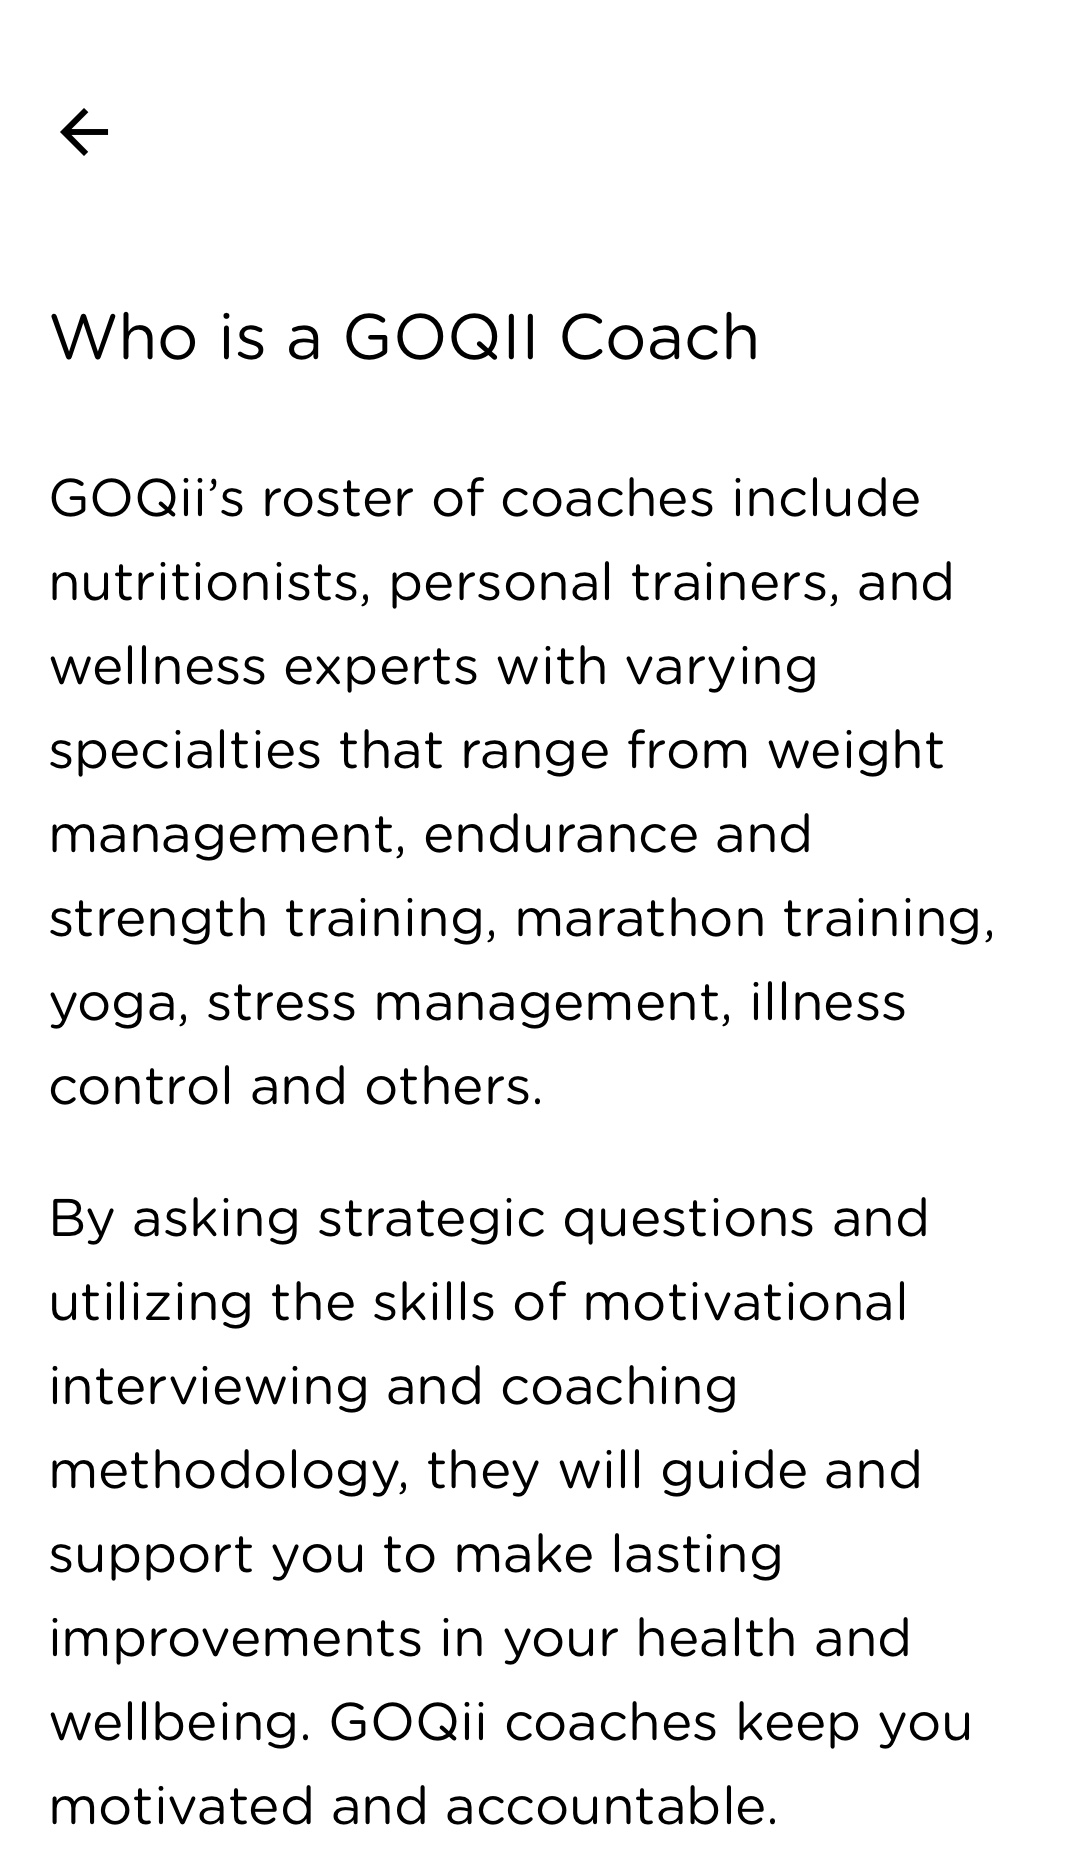 Who is a GOQII Coach
GOQii’s roster of coaches include
nutritionists, personal trainers, and
wellness experts with varying
specialties that range from weight
management, endurance and
strength training, marathon training,
yoga, stress management, illness
control and others.
By asking strategic questions and
utilizing the skills of motivational
interviewing and coaching
methodology, they will guide and
support you to make lasting
improvements in your health and
wellbeing. GOQii coaches keep you
motivated and accountable.